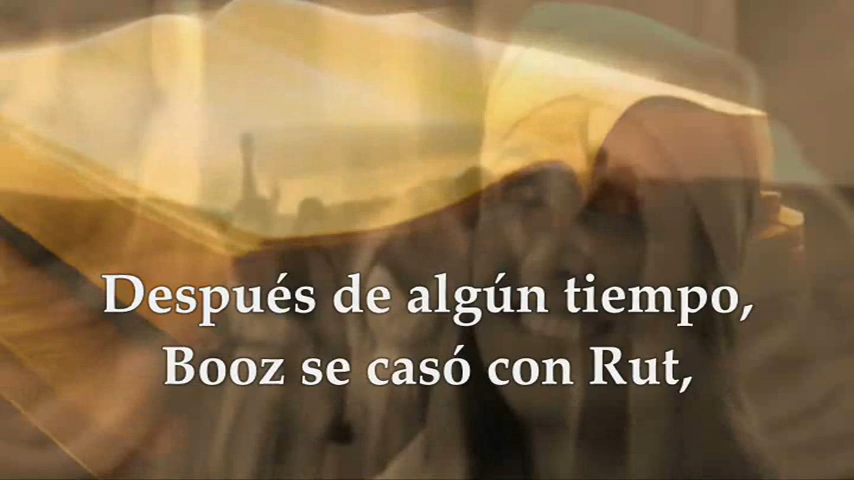 Después de algún tiempo,
Booz se casó con Rut,